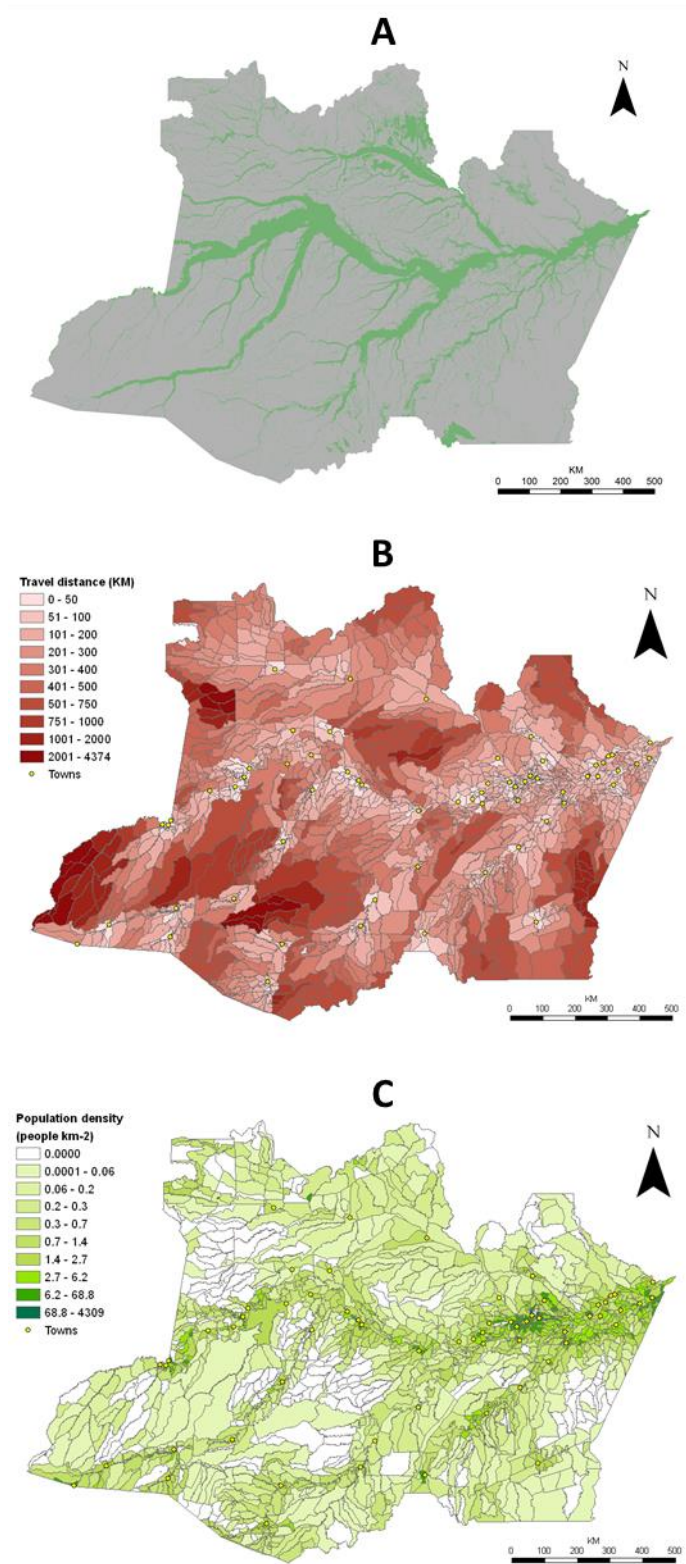 A
N
KM
0 100 200 300 400 500
B
Travel distance (KM)
0 - 50
51 - 100
101 - 200
201 - 300
301 - 400
401 - 500
501 - 750
751 - 1000
1001 - 2000
2001 - 4374
Towns
N
KM
0 100 200 300 400 500
C
Population density
(people km-2)
0.0000
0.0001 - 0.06
0.06 - 0.2
0.2 - 0.3
0.3 - 0.7
0.7 - 1.4
1.4 - 2.7
2.7 - 6.2
6.2 - 68.8
68.8 - 4309
Towns
N
KM
0 100 200 300 400 500